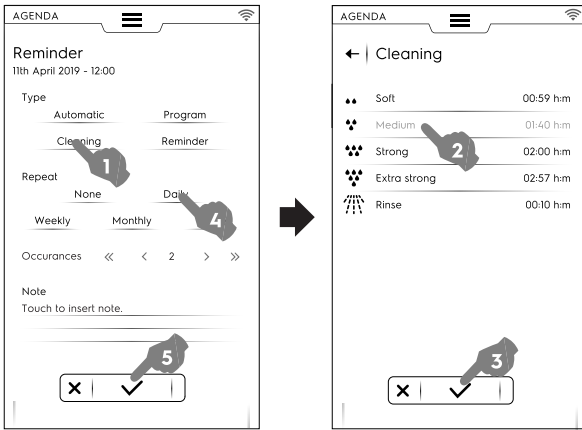 AGENDA
Reminder
11th April 2019 - 12:00
Type
Automatic Program
Cleaning Reminder
1
Repeat
None Daily
4
Weekly Monthly
Occurances << < 2 > >>
Note
Touch to insert note.
5
AGENDA
Cleaning
Soft 00:59 h:m
Medium 01:40 h:m
2
Strong 02:00 h:m
Extra strong 02:57 h:m
Rinse 00:10 h:m
3